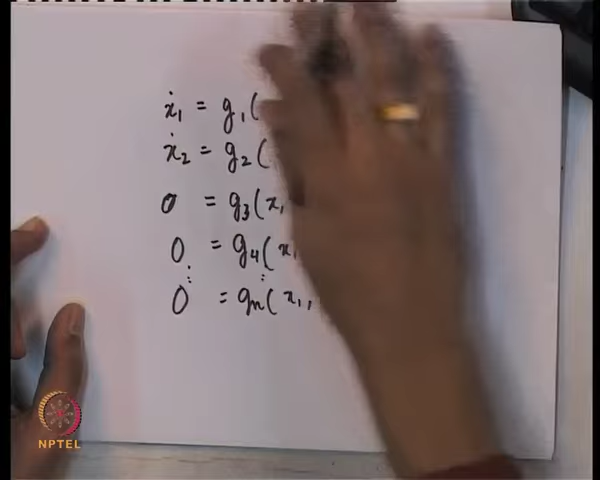 ẋ₁ = g₁(
ẋ₂ = g₂(
0 = g₃(x₁
0 = g₄(x₁
⋮ ⋮
0 = gₙ(x₁,
NPTEL